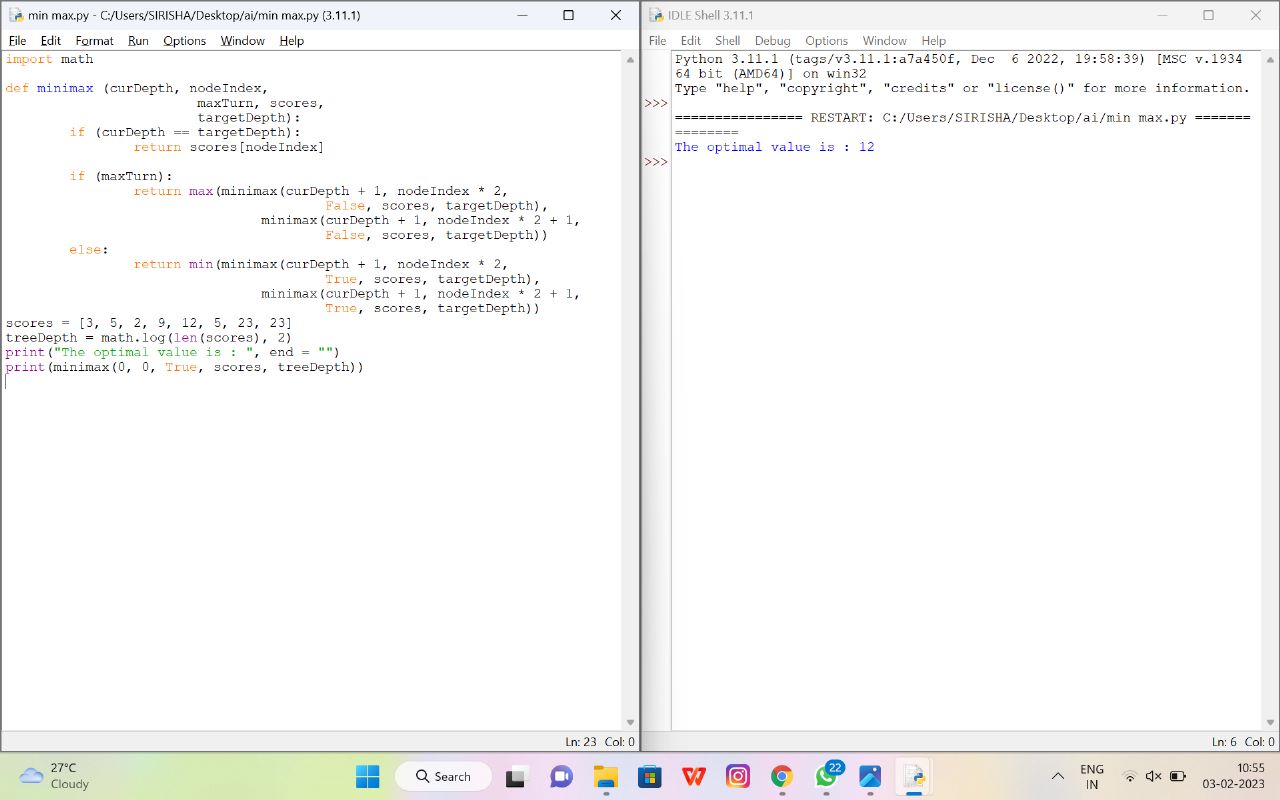 min max.py - C:/Users/SIRISHA/Desktop/ai/min max.py (3.11.1)
File Edit Format Run Options Window Help
import math

def minimax (curDepth, nodeIndex,
                        maxTurn, scores,
                        targetDepth):
        if (curDepth == targetDepth):
                return scores[nodeIndex]

        if (maxTurn):
                return max(minimax(curDepth + 1, nodeIndex * 2,
                                        False, scores, targetDepth),
                                minimax(curDepth + 1, nodeIndex * 2 + 1,
                                        False, scores, targetDepth))
        else:
                return min(minimax(curDepth + 1, nodeIndex * 2,
                                        True, scores, targetDepth),
                                minimax(curDepth + 1, nodeIndex * 2 + 1,
                                        True, scores, targetDepth))
scores = [3, 5, 2, 9, 12, 5, 23, 23]
treeDepth = math.log(len(scores), 2)
print("The optimal value is : ", end = "")
print(minimax(0, 0, True, scores, treeDepth))
Ln: 23 Col: 0
IDLE Shell 3.11.1
File Edit Shell Debug Options Window Help
Python 3.11.1 (tags/v3.11.1:a7a450f, Dec  6 2022, 19:58:39) [MSC v.1934
64 bit (AMD64)] on win32
Type "help", "copyright", "credits" or "license()" for more information.
>>>
================ RESTART: C:/Users/SIRISHA/Desktop/ai/min max.py =======
========
The optimal value is : 12
>>>
Ln: 6 Col: 0
27°C
Cloudy
Search
22
ENG
IN
10:55
03-02-2023